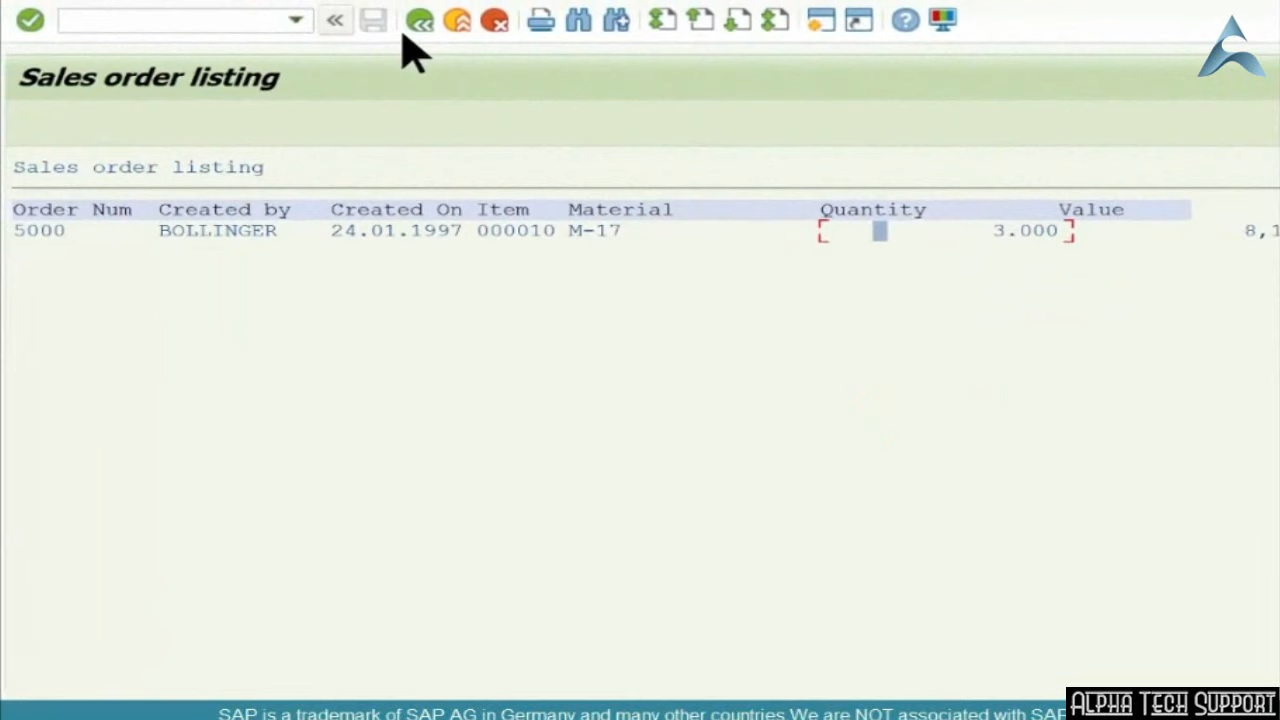 Sales order listing
Sales order listing
Order Num Created by Created On Item Material Quantity Value
5000 BOLLINGER 24.01.1997 000010 M-17 3.000 8,1
SAP is a trademark of SAP AG in Germany and many other countries We are NOT associated with SAP
ALPHA TECH SUPPORT